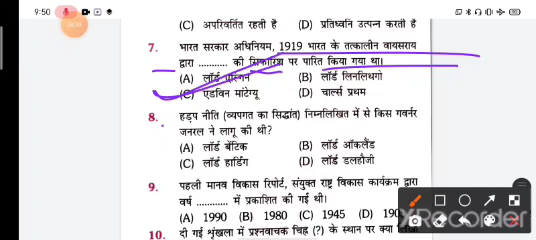 9:50
(C) अपरिवर्तित रहती है (D) प्रतिध्वनि उत्पन्न करती है
7. भारत सरकार अधिनियम, 1919 भारत के तत्कालीन वायसराय
द्वारा ........... की सिफारिश पर पारित किया गया था।
(A) लॉर्ड एल्गिन (B) लॉर्ड लिनलिथगो
(C) एडविन मांटेग्यू (D) चार्ल्स प्रथम
8. हड़प नीति (व्यपगत का सिद्धांत) निम्नलिखित में से किस गवर्नर
जनरल ने लागू की थी?
(A) लॉर्ड बेंटिक (B) लॉर्ड ऑकलैंड
(C) लॉर्ड हार्डिंग (D) लॉर्ड डलहौजी
9. पहली मानव विकास रिपोर्ट, संयुक्त राष्ट्र विकास कार्यक्रम द्वारा
वर्ष ............ में प्रकाशित की गई थी।
(A) 1990 (B) 1980 (C) 1945 (D)
10. दी गई शृंखला में प्रश्नवाचक चिह्न (?) के स्थान पर क्या